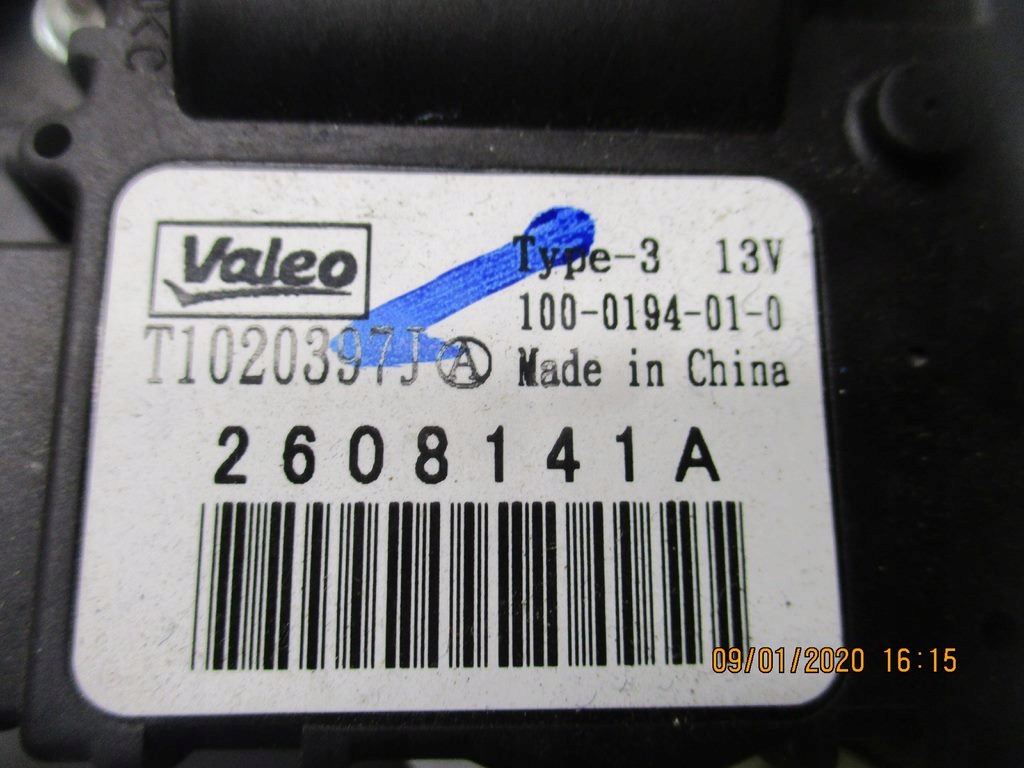 Valeo
T1020397J Ⓐ
Type-3 13V
100-0194-01-0
Made in China
2608141A
09/01/2020 16:15